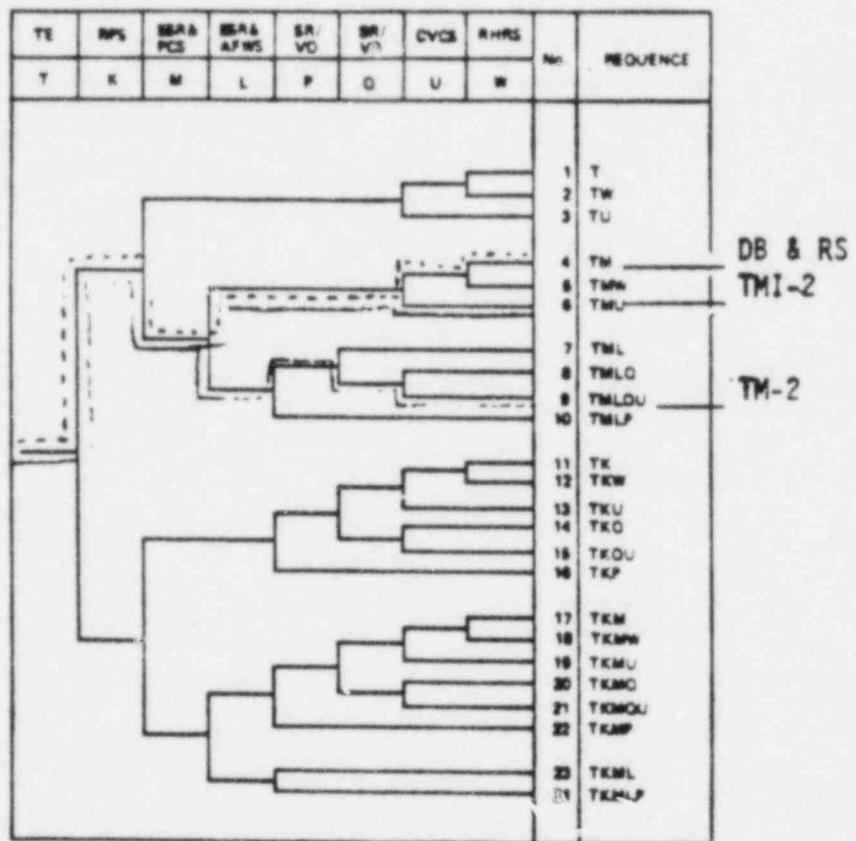 TE RPS SSR & PCS SSR & AFWS SR/ VO SR/ CVCS RHRS No. SEQUENCE
T K M L P Q U W
1 T
2 TW
3 TU
4 TM DB & RS
5 TMW TMI-2
6 TMU
7 TML
8 TMLQ
9 TMLQU TM-2
10 TMLP
11 TK
12 TKW
13 TKU
14 TKQ
15 TKQU
16 TKP
17 TKM
18 TKMW
19 TKMU
20 TKMQ
21 TKMQU
22 TKMP
23 TKML
TKMLP